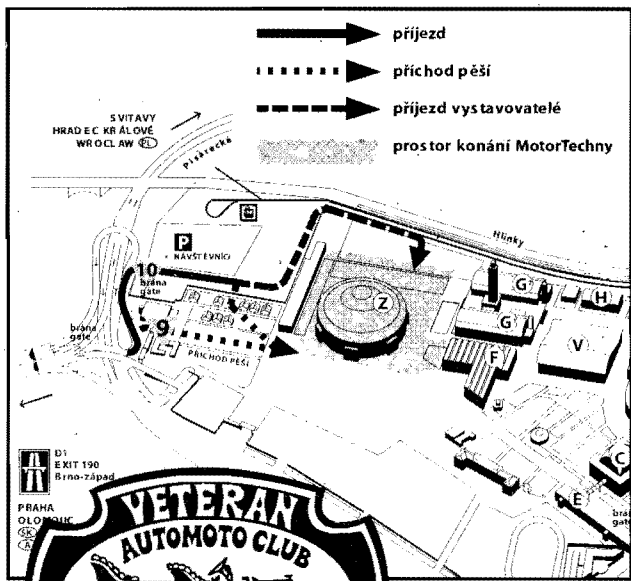 příjezd
příchod pěší
příjezd vystavovatelé
prostor konání MotorTechny
SVITAVY
HRADEC KRÁLOVÉ
WROCLAW PL
Pisárecká
Hlinky
P
NÁVŠTĚVNÍCI
10
brána
gate
brána
gate
9
PŘÍCHOD PĚŠÍ
Z
G
G
H
F
V
C
E
D1
EXIT 190
Brno-západ
PRAHA
OLOMOUC
SK
A
VETERAN
AUTOMOTO CLUB